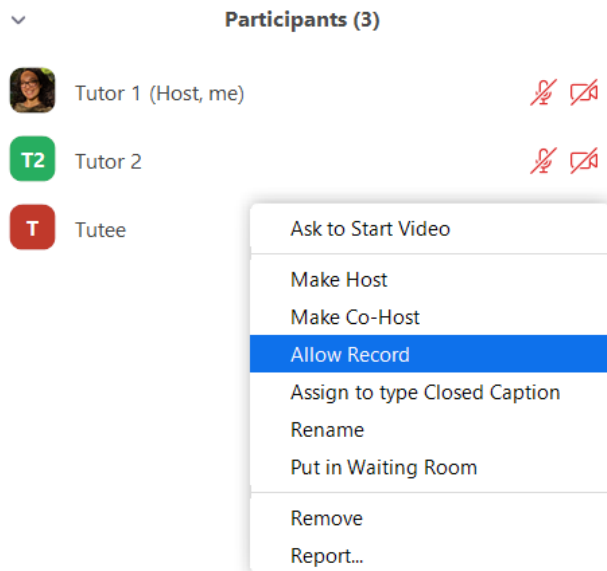 Participants (3)
Tutor 1 (Host, me)
T2 Tutor 2
T Tutee
Ask to Start Video
Make Host
Make Co-Host
Allow Record
Assign to type Closed Caption
Rename
Put in Waiting Room
Remove
Report...